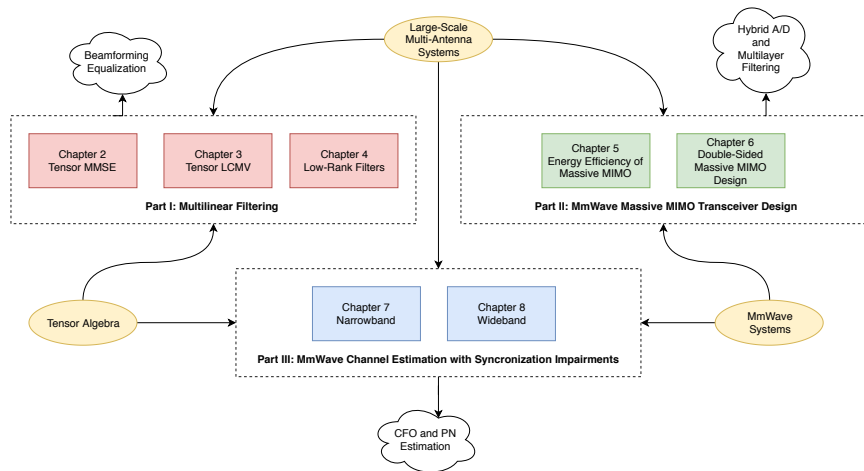 Large-Scale
Multi-Antenna
Systems
Hybrid A/D
and
Multilayer
Filtering
Beamforming
Equalization
Chapter 2
Tensor MMSE
Chapter 3
Tensor LCMV
Chapter 4
Low-Rank Filters
Part I: Multilinear Filtering
Chapter 5
Energy Efficiency of
Massive MIMO
Chapter 6
Double-Sided
Massive MIMO
Design
Part II: MmWave Massive MIMO Transceiver Design
Tensor Algebra
Chapter 7
Narrowband
Chapter 8
Wideband
Part III: MmWave Channel Estimation with Syncronization Impairments
MmWave
Systems
CFO and PN
Estimation